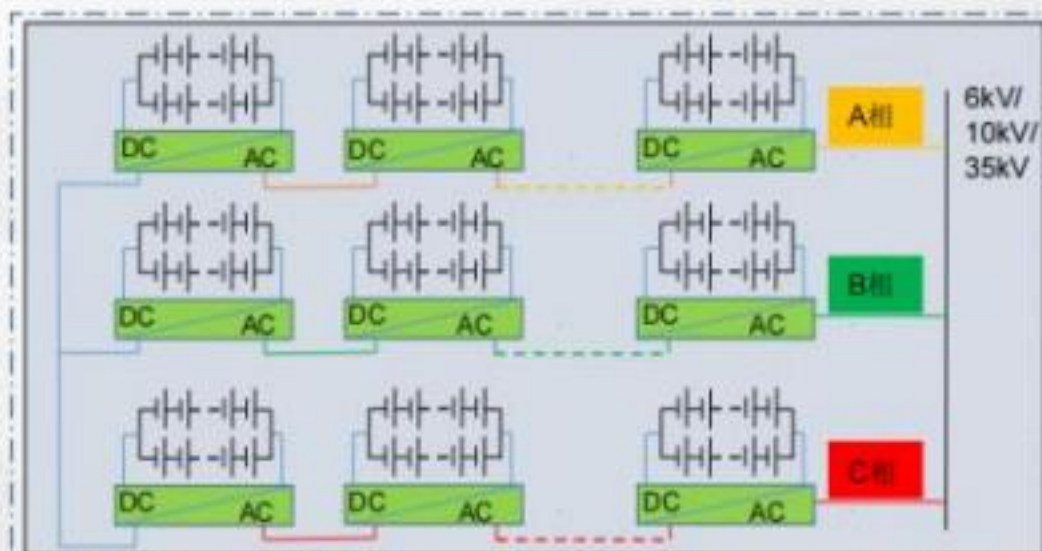 DC AC DC AC DC AC A相 6kV/
10kV/
35kV
DC AC DC AC DC AC B相
DC AC DC AC DC AC C相